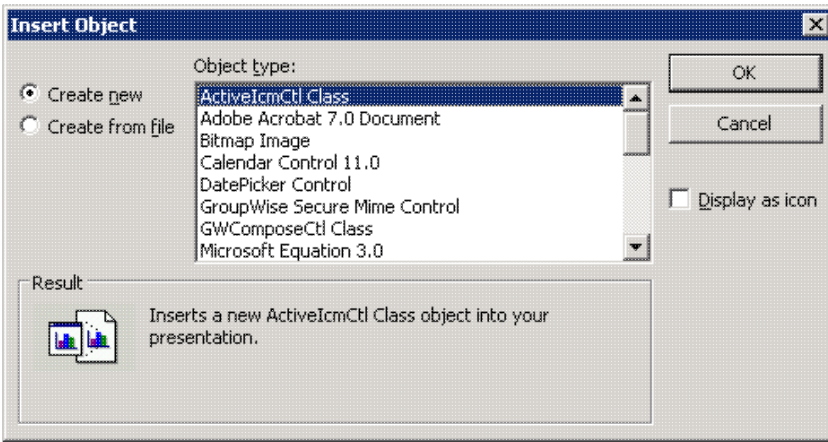 Insert Object
Object type:
Create new
Create from file
ActiveIcmCtl Class
Adobe Acrobat 7.0 Document
Bitmap Image
Calendar Control 11.0
DatePicker Control
GroupWise Secure Mime Control
GWComposeCtl Class
Microsoft Equation 3.0
OK
Cancel
Display as icon
Result
Inserts a new ActiveIcmCtl Class object into your
presentation.